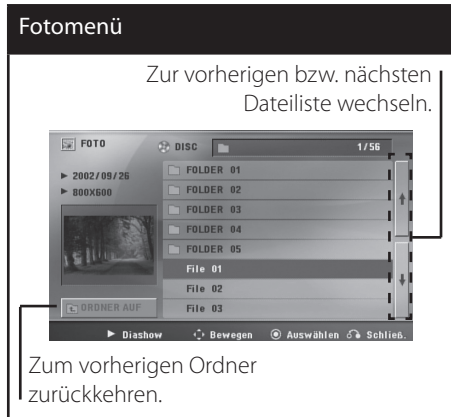 Fotomenü
Zur vorherigen bzw. nächsten
Dateiliste wechseln.
FOTO
DISC
1/56
2002/09/26
800X600
FOLDER 01
FOLDER 02
FOLDER 03
FOLDER 04
FOLDER 05
File 01
File 02
File 03
ORDNER AUF
Diashow Bewegen Auswählen Schließ.
Zum vorherigen Ordner
zurückkehren.